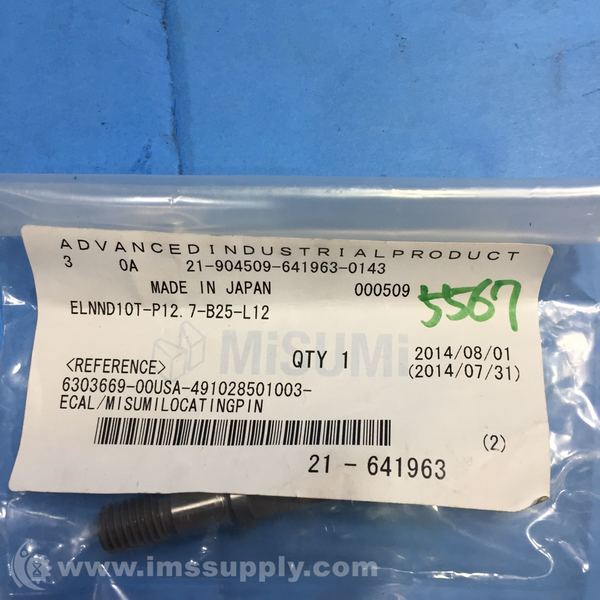 ADVANCEDINDUSTRIALPRODUCT
3 0A 21-904509-641963-0143
MADE IN JAPAN 000509
ELNND10T-P12.7-B25-L12
5567
MiSUMi
QTY 1
2014/08/01
(2014/07/31)
<REFERENCE>
6303669-00USA-491028501003-
ECAL/MISUMILOCATINGPIN
(2)
21-641963
www.imssupply.com